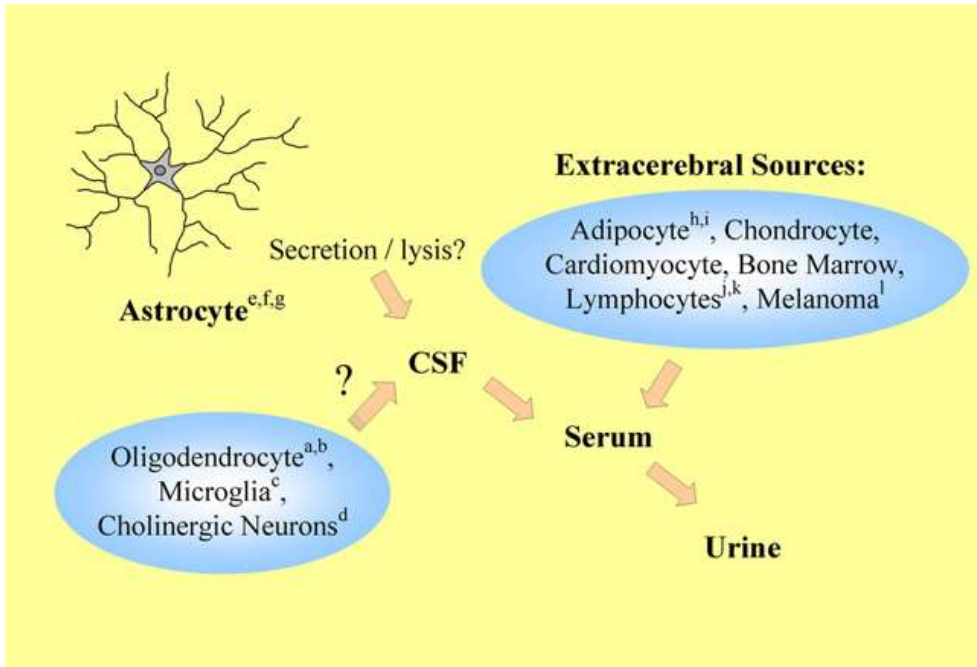 Extracerebral Sources:
Adipocyteh,i, Chondrocyte,
Cardiomyocyte, Bone Marrow,
Lymphocytesj,k, Melanomal
Secretion / lysis?
Astrocytee,f,g
CSF
?
Serum
Oligodendrocytea,b,
Microgliac,
Cholinergic Neuronsd
Urine